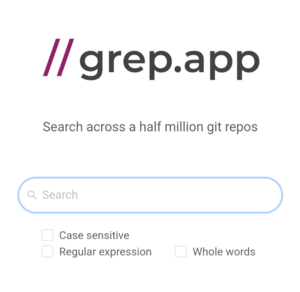 // grep.app
Search across a half million git repos
Search
Case sensitive
Regular expression Whole words